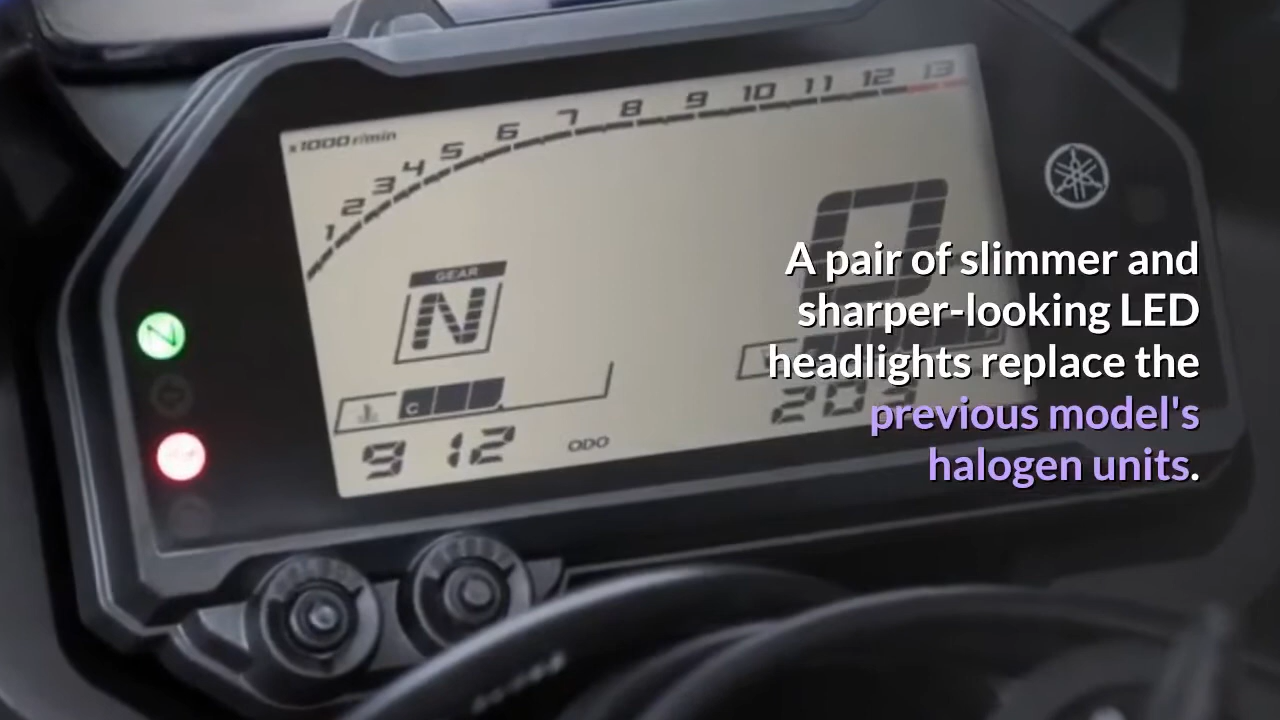 x1000 r/min
1 2 3 4 5 6 7 8 9 10 11 12 13
GEAR
N
0
N
C
9 12
ODO
A pair of slimmer and
sharper-looking LED
headlights replace the
previous model's
halogen units.